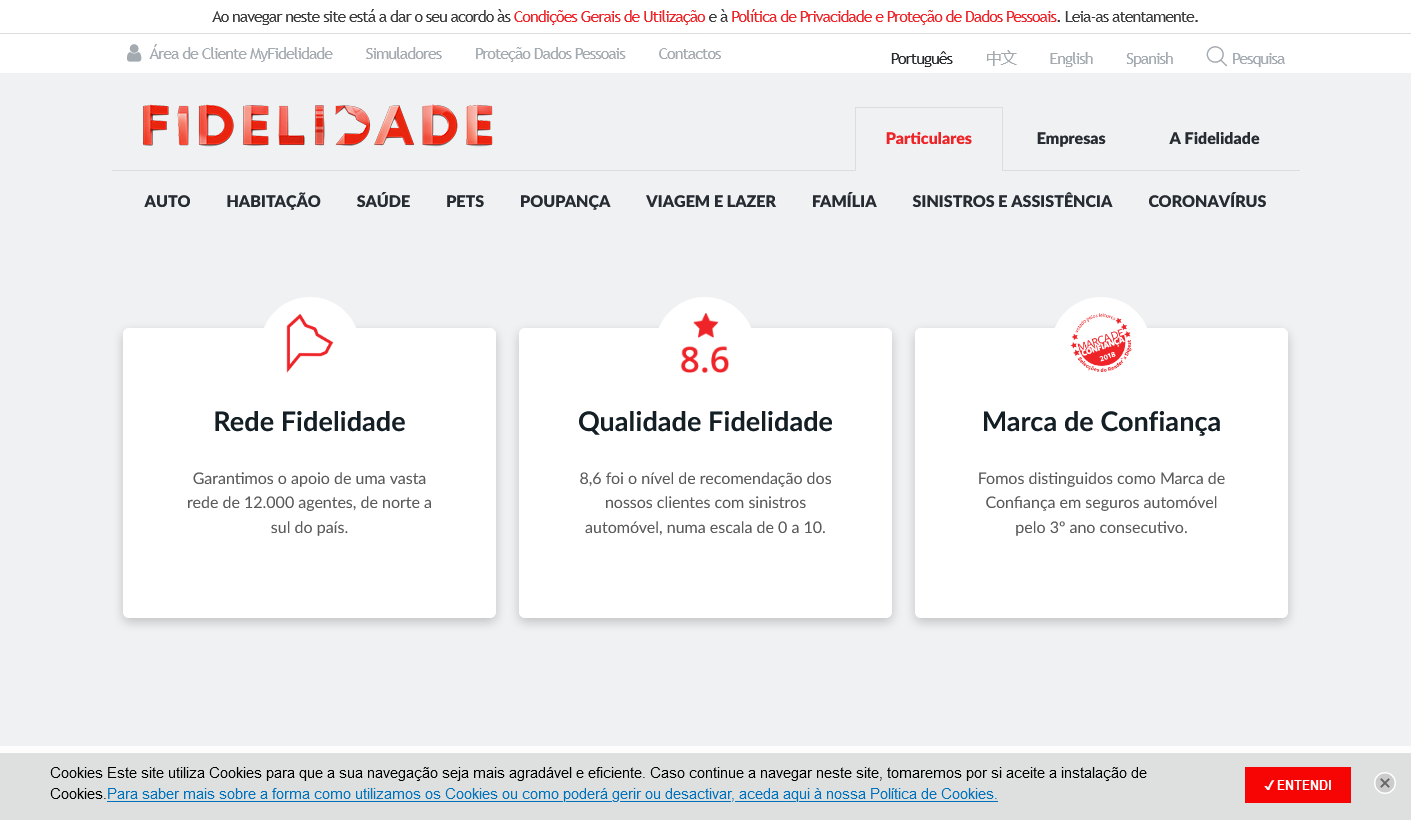 Ao navegar neste site está a dar o seu acordo às Condições Gerais de Utilização e à Política de Privacidade e Proteção de Dados Pessoais. Leia-as atentamente.
Área de Cliente MyFidelidade Simuladores Proteção Dados Pessoais Contactos Português 中文 English Spanish Pesquisa
FIDELIDADE
Particulares Empresas A Fidelidade
AUTO HABITAÇÃO SAÚDE PETS POUPANÇA VIAGEM E LAZER FAMÍLIA SINISTROS E ASSISTÊNCIA CORONAVÍRUS
Rede Fidelidade
Garantimos o apoio de uma vasta
rede de 12.000 agentes, de norte a
sul do país.
8.6
Qualidade Fidelidade
8,6 foi o nível de recomendação dos
nossos clientes com sinistros
automóvel, numa escala de 0 a 10.
MARCA DE
CONFIANÇA
2018
Marca de Confiança
Fomos distinguidos como Marca de
Confiança em seguros automóvel
pelo 3º ano consecutivo.
Cookies Este site utiliza Cookies para que a sua navegação seja mais agradável e eficiente. Caso continue a navegar neste site, tomaremos por si aceite a instalação de
Cookies.Para saber mais sobre a forma como utilizamos os Cookies ou como poderá gerir ou desactivar, aceda aqui à nossa Política de Cookies.
ENTENDI